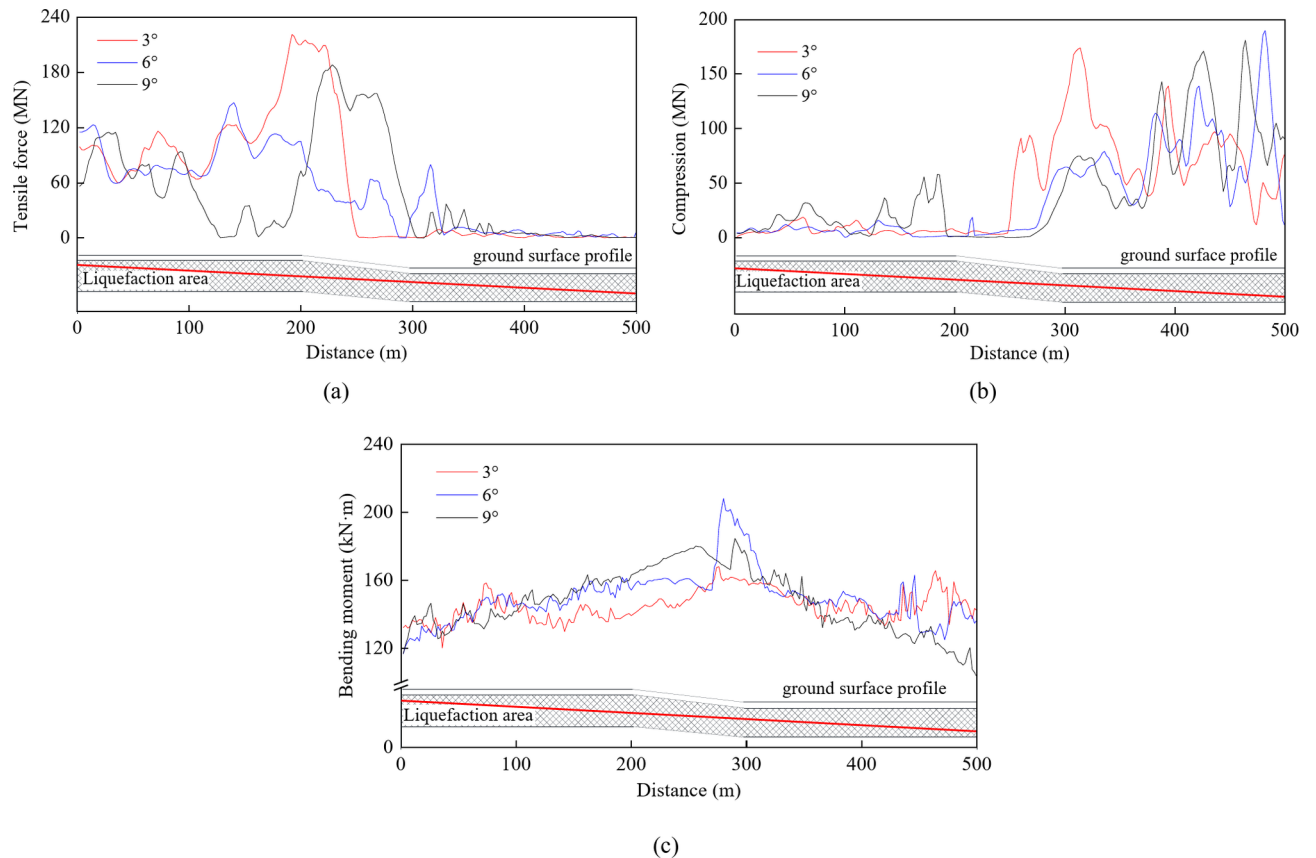 240
180
120
60
0
Tensile force (MN)
3°
6°
9°
ground surface profile
Liquefaction area
0 100 200 300 400 500
Distance (m)
(a)
200
150
100
50
0
Compression (MN)
3°
6°
9°
ground surface profile
Liquefaction area
0 100 200 300 400 500
Distance (m)
(b)
240
200
160
120
0
Bending moment (kN·m)
3°
6°
9°
ground surface profile
Liquefaction area
0 100 200 300 400 500
Distance (m)
(c)